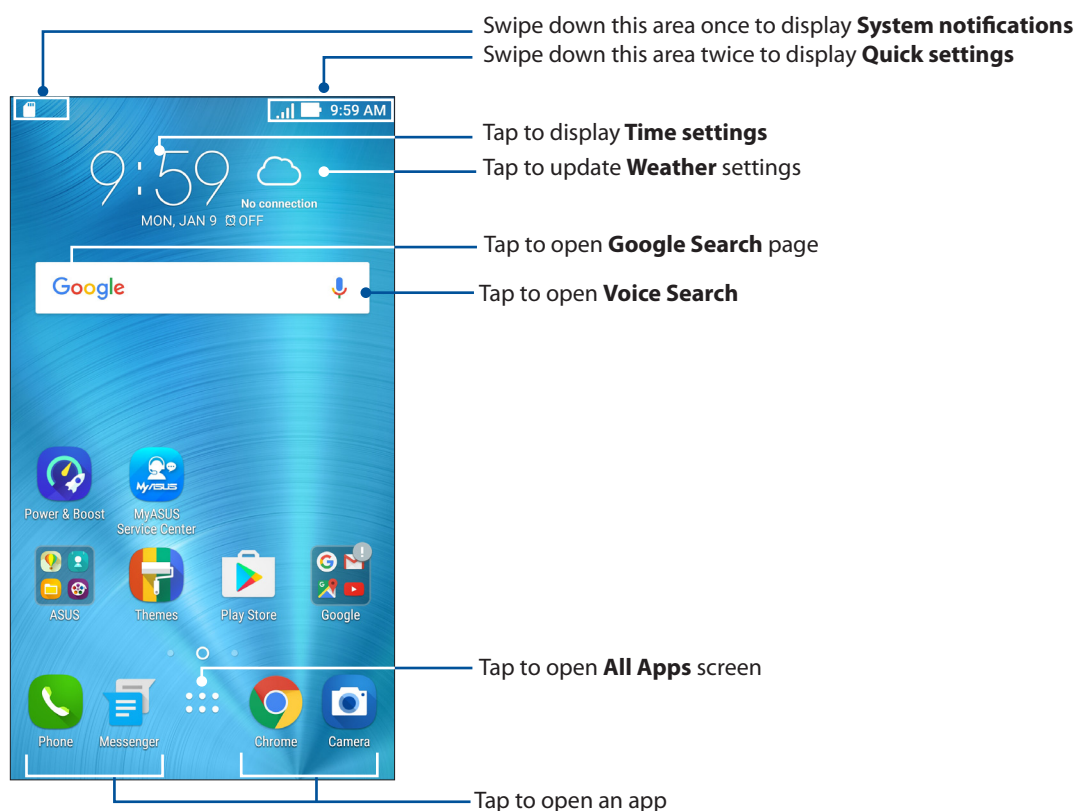 Swipe down this area once to display System notifications
Swipe down this area twice to display Quick settings
9:59 AM
Tap to display Time settings
9:59
Tap to update Weather settings
No connection
MON, JAN 9 OFF
Tap to open Google Search page
Google
Tap to open Voice Search
MyASUS
Power & Boost
MyASUS
Service Center
ASUS
Themes
Play Store
Google
Tap to open All Apps screen
Phone
Messenger
Chrome
Camera
Tap to open an app